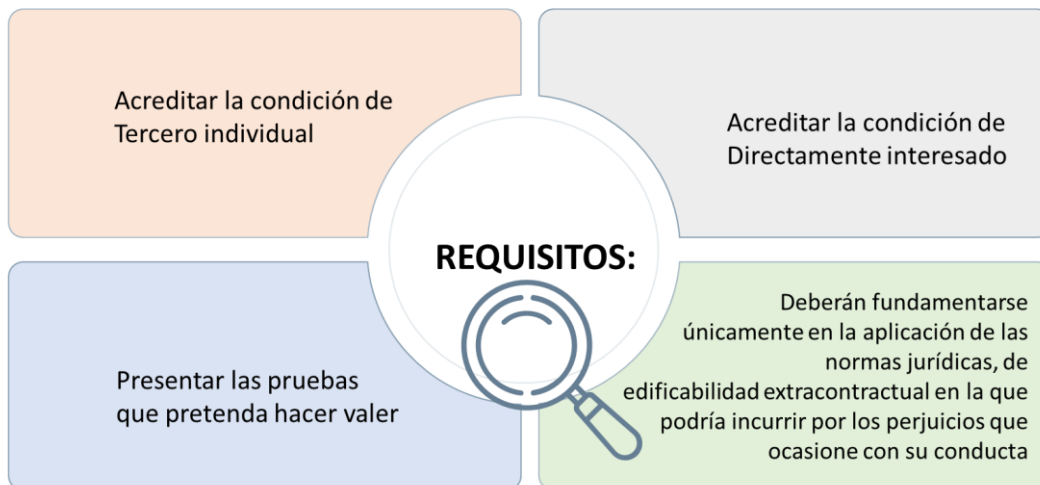 Acreditar la condición de
Tercero individual
Acreditar la condición de
Directamente interesado
REQUISITOS:
Presentar las pruebas
que pretenda hacer valer
Deberán fundamentarse
únicamente en la aplicación de las
normas jurídicas, de
edificabilidad extracontractual en la que
podría incurrir por los perjuicios que
ocasione con su conducta